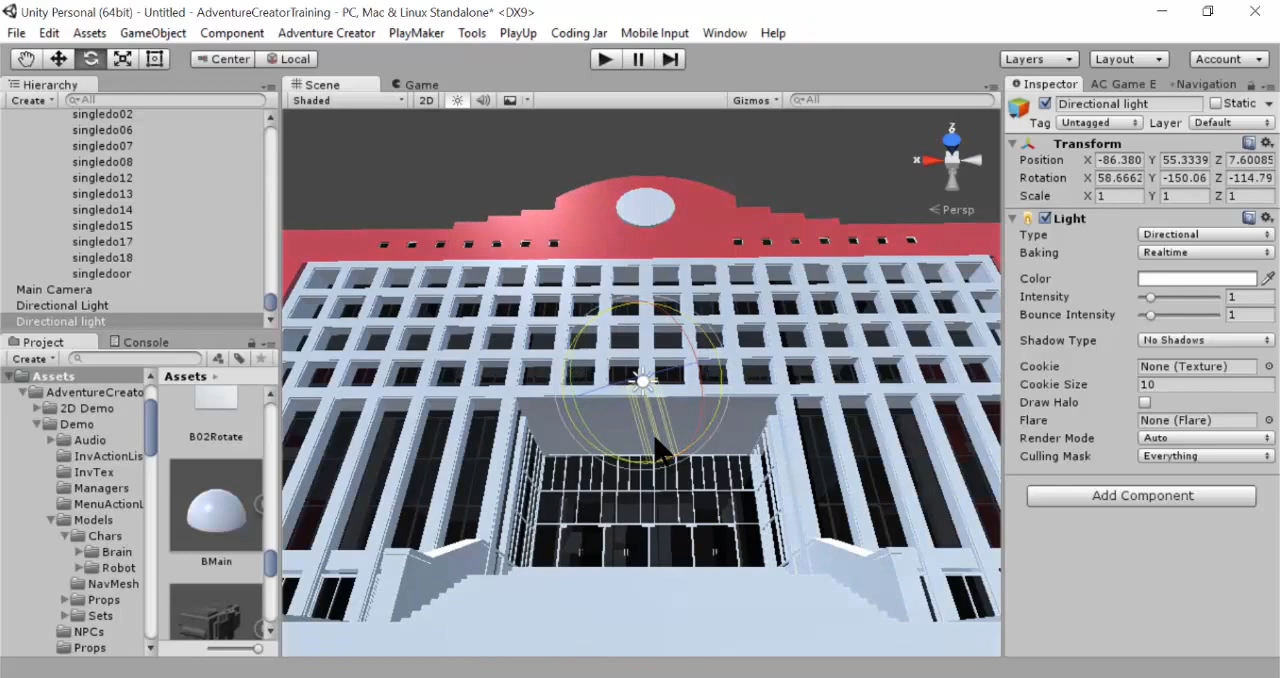 Unity Personal (64bit) - Untitled - AdventureCreatorTraining - PC, Mac & Linux Standalone* <DX9>
File Edit Assets GameObject Component Adventure Creator PlayMaker Tools PlayUp Coding Jar Mobile Input Window Help
Center Local Layers Layout Account
Hierarchy Scene Game Inspector AC Game E Navigation
Create All Shaded 2D Gizmos All Directional light Static
singledo02
Tag Untagged Layer Default
singledo06
singledo07 Transform
singledo08 Position X -86.380 Y 55.3339 Z 7.60085
singledo12 Rotation X 58.6662 Y -150.06 Z -114.79
singledo13 Scale X 1 Y 1 Z 1
z
x
Persp
singledo14 Light
singledo15 Type Directional
singledo17 Baking Realtime
singledo18
singledoor Color
Main Camera Intensity 1
Directional Light Bounce Intensity 1
Directional light
Project Console Shadow Type No Shadows
Create
Assets Assets Cookie None (Texture)
AdventureCreato Cookie Size 10
2D Demo Draw Halo
Demo Flare None (Flare)
Audio B02Rotate Render Mode Auto
InvActionLis Culling Mask Everything
InvTex
Managers Add Component
MenuActionL
Models
Chars
Brain BMain
Robot
NavMesh
Props
Sets
NPCs
Props